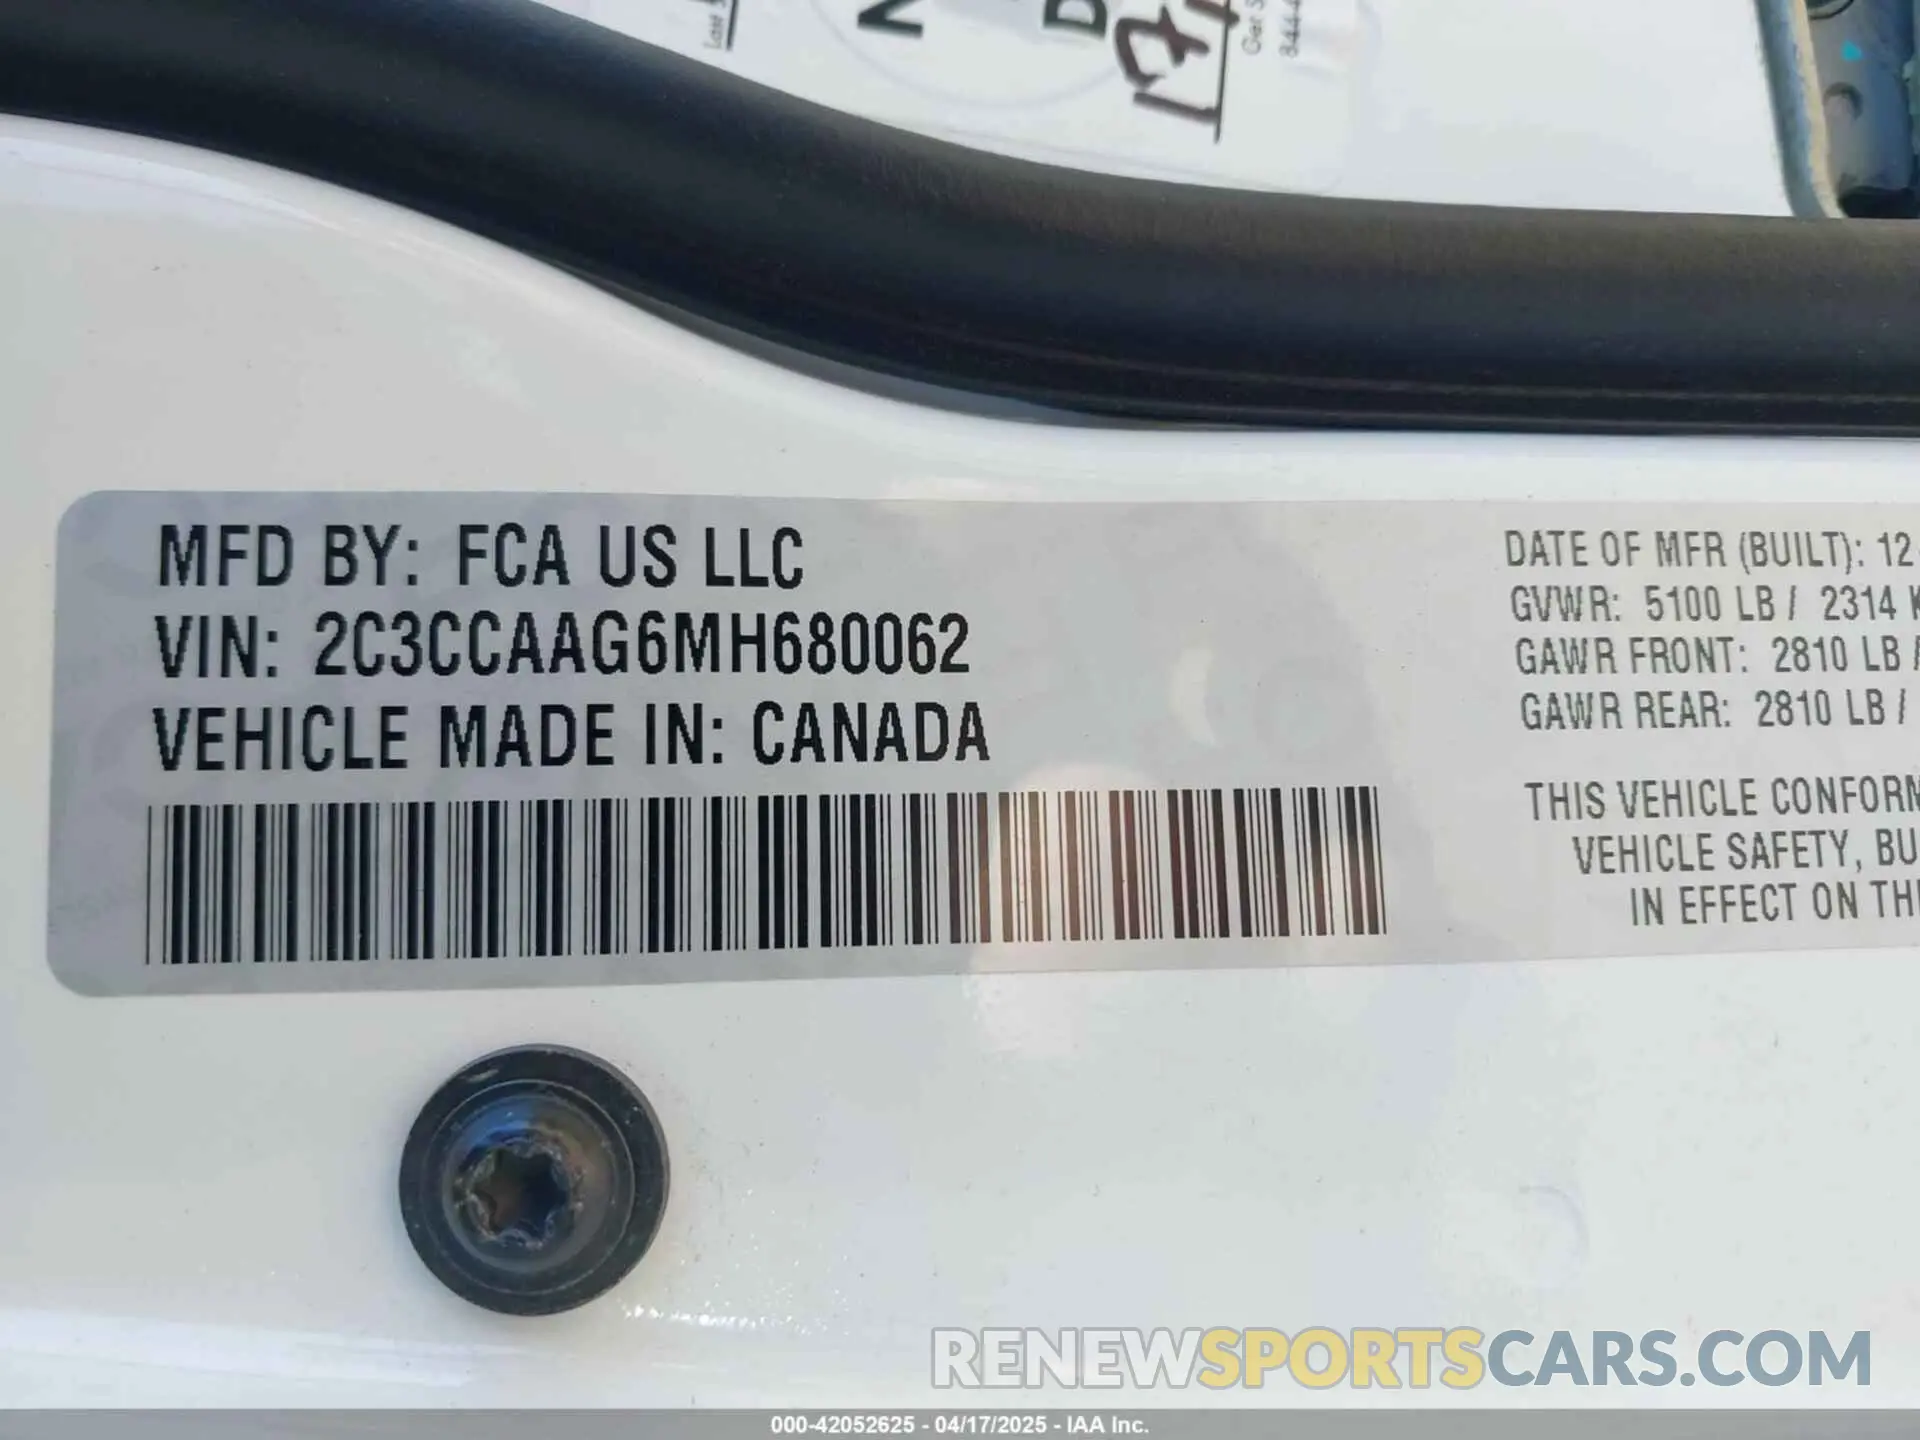 MFD BY: FCA US LLC
VIN: 2C3CCAAG6MH680062
VEHICLE MADE IN: CANADA
DATE OF MFR (BUILT): 12
GVWR: 5100 LB / 2314
GAWR FRONT: 2810 LB /
GAWR REAR: 2810 LB /
THIS VEHICLE CONFORM
VEHICLE SAFETY, BU
IN EFFECT ON TH
RENEWSPORTSCARS.COM
000-42052625 - 04/17/2025 - IAA Inc.